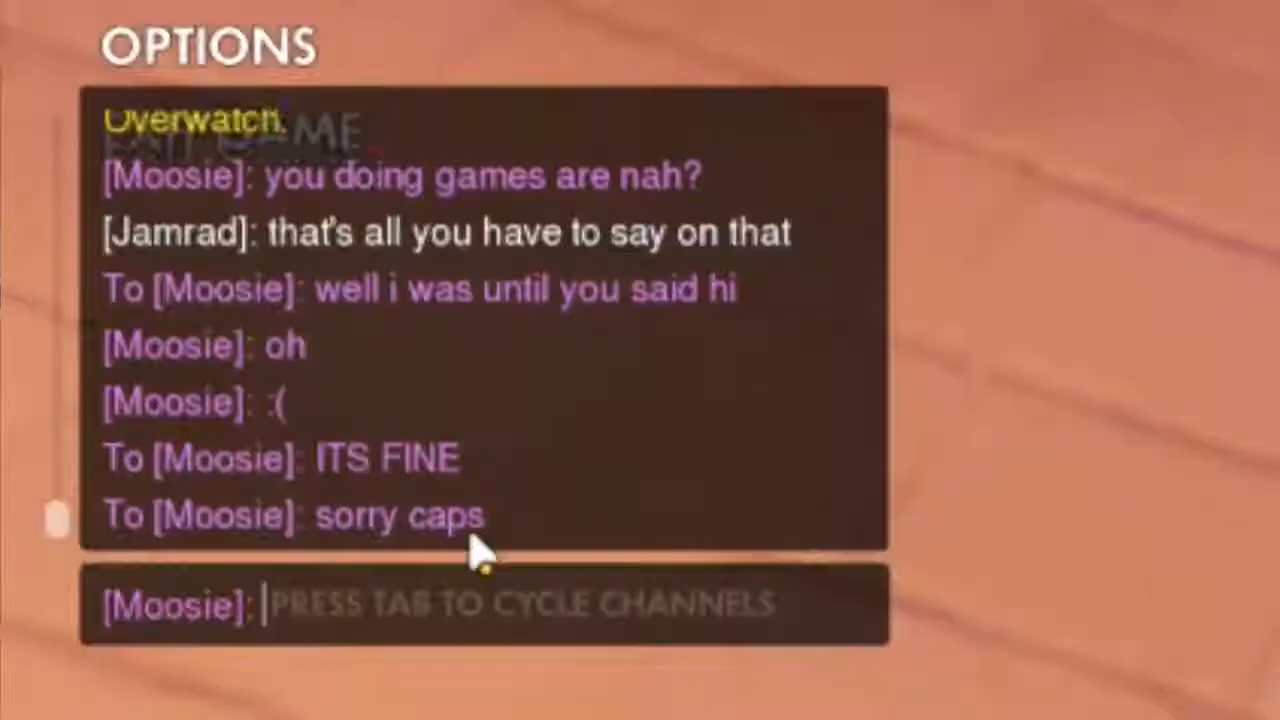 OPTIONS
Overwatch.
EXIT GAME
[Moosie]: you doing games are nah?
[Jamrad]: that's all you have to say on that
To [Moosie]: well i was until you said hi
[Moosie]: oh
[Moosie]: :(
To [Moosie]: ITS FINE
To [Moosie]: sorry caps
[Moosie]: PRESS TAB TO CYCLE CHANNELS